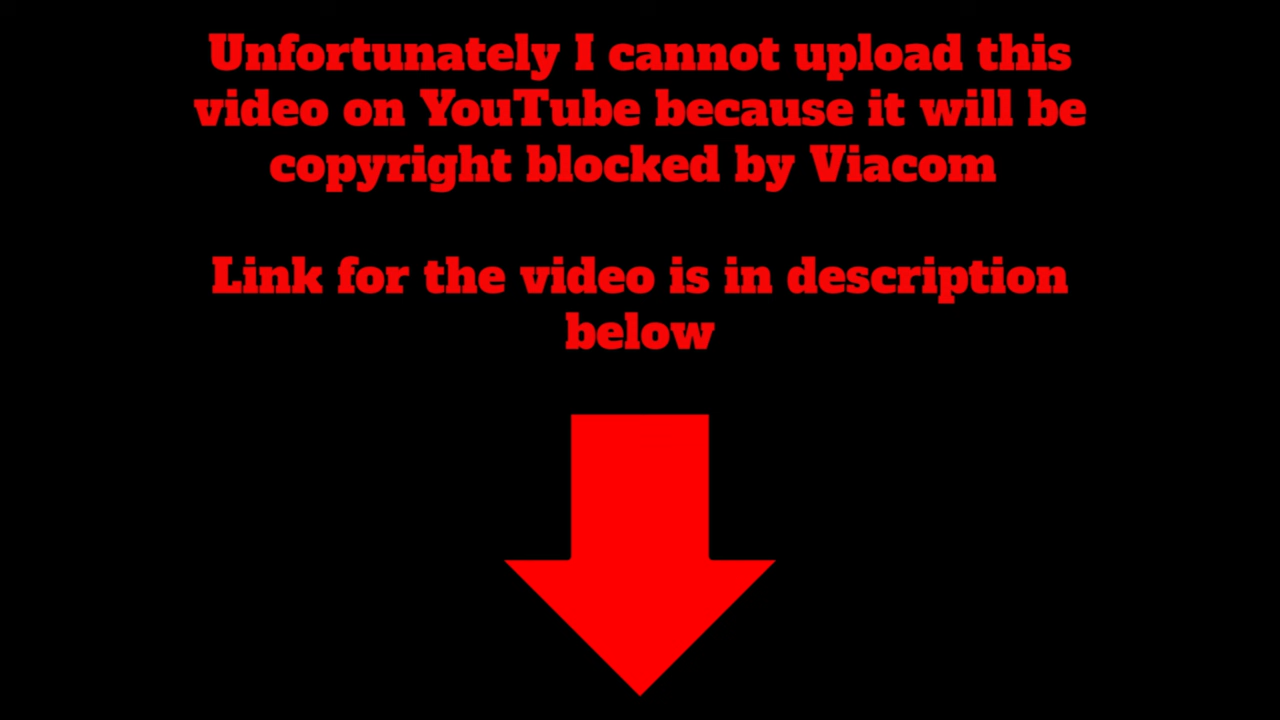 Unfortunately I cannot upload this
video on YouTube because it will be
copyright blocked by Viacom
Link for the video is in description
below